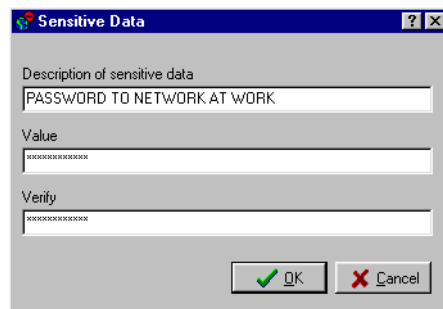 Sensitive Data
Description of sensitive data
PASSWORD TO NETWORK AT WORK
Value
************
Verify
************
OK
Cancel